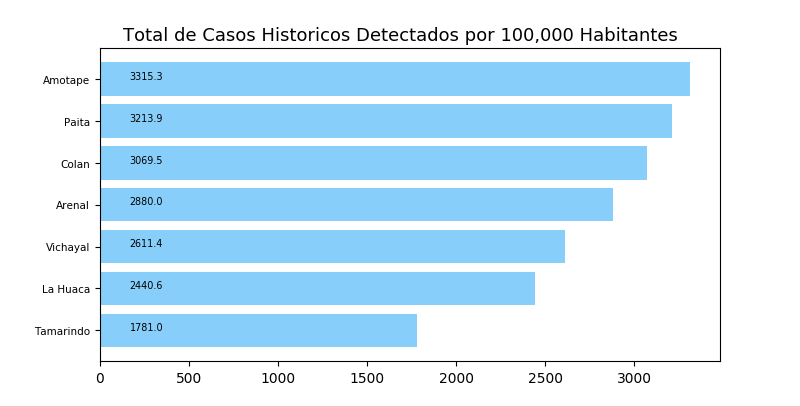 Total de Casos Historicos Detectados por 100,000 Habitantes
Amotape 3315.3
Paita 3213.9
Colan 3069.5
Arenal 2880.0
Vichayal 2611.4
La Huaca 2440.6
Tamarindo 1781.0
0 500 1000 1500 2000 2500 3000